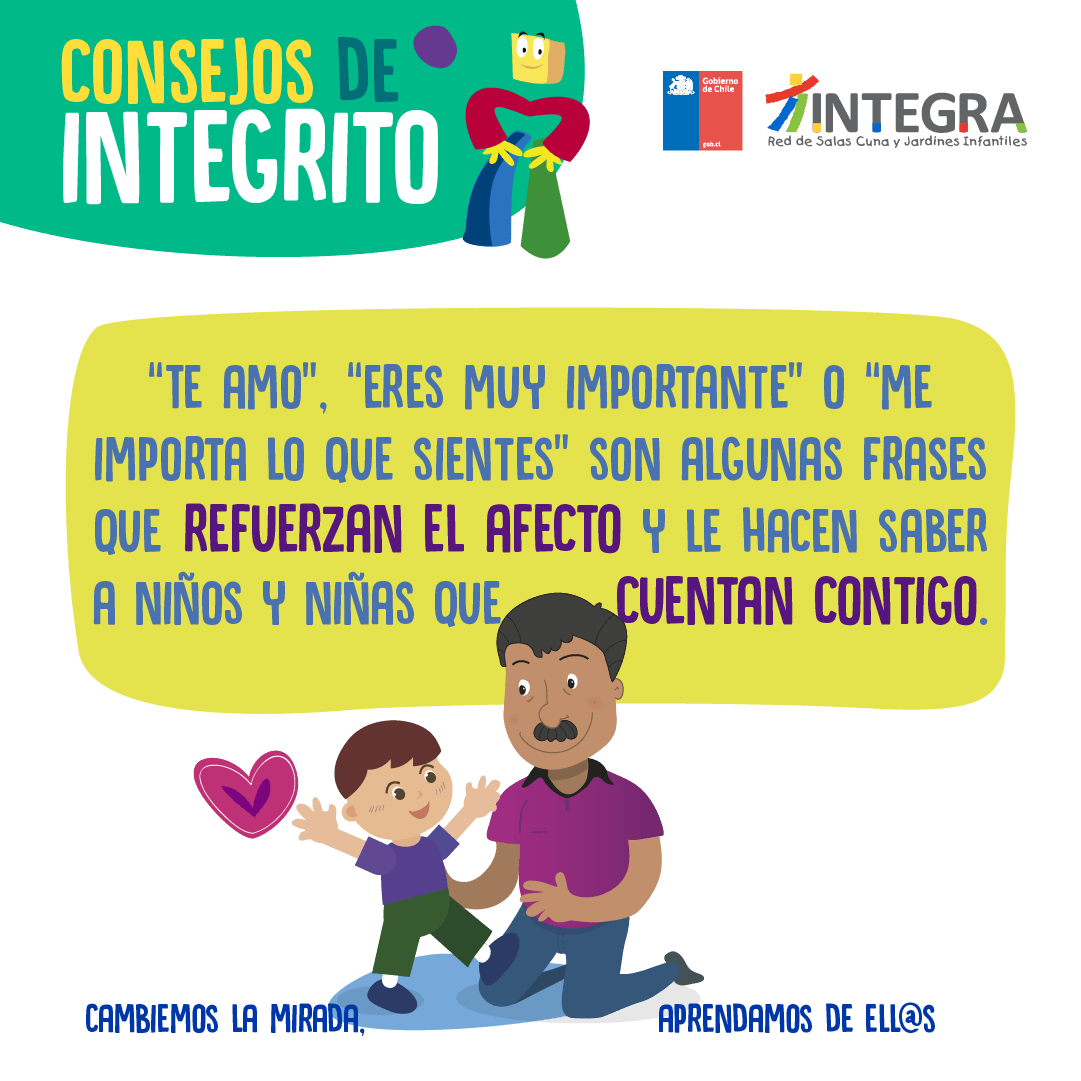 CONSEJOS DE
INTEGRITO
Gobierno
de Chile
gob.cl
INTEGRA
Red de Salas Cuna y Jardines Infantiles
“TE AMO”, “ERES MUY IMPORTANTE” O “ME
IMPORTA LO QUE SIENTES” SON ALGUNAS FRASES
QUE REFUERZAN EL AFECTO Y LE HACEN SABER
A NIÑOS Y NIÑAS QUE CUENTAN CONTIGO.
CAMBIEMOS LA MIRADA, APRENDAMOS DE ELL@S